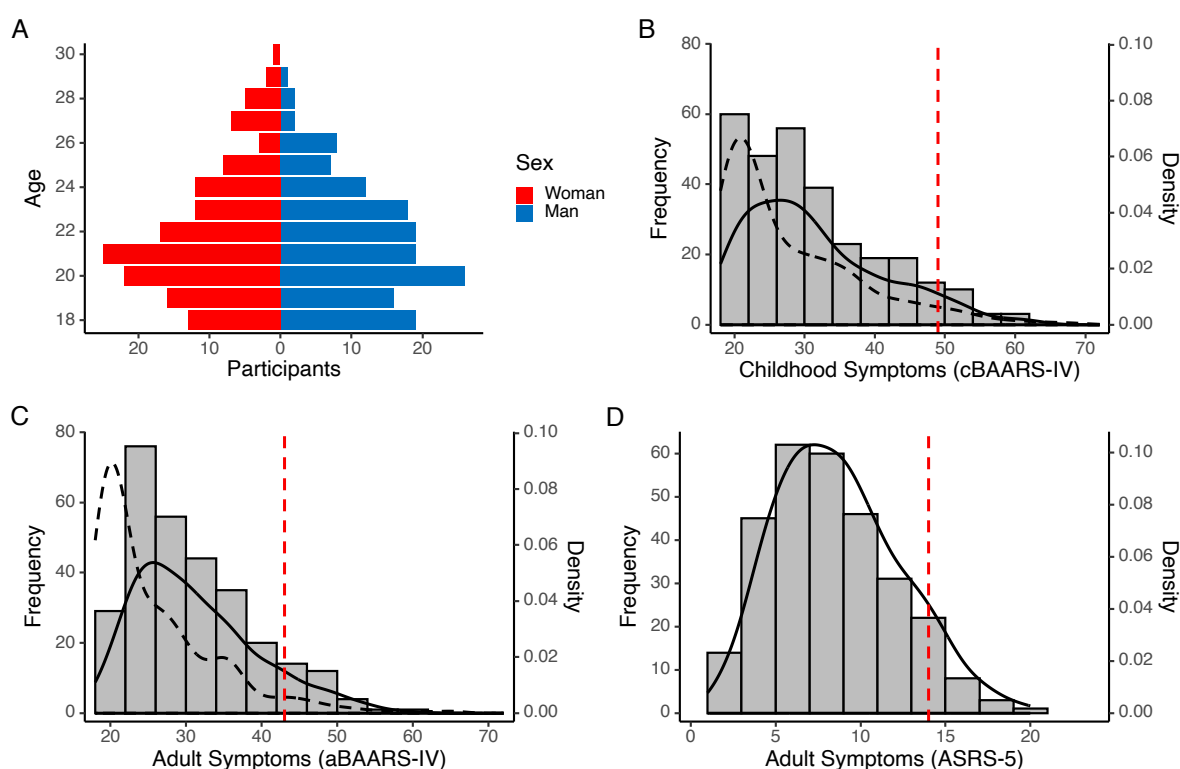 A
30
28
26
24
22
20
18
Age
20 10 0 10 20
Participants
Sex
Woman
Man
B
80
60
40
20
0
Frequency
0.10
0.08
0.06
0.04
0.02
0.00
Density
20 30 40 50 60 70
Childhood Symptoms (cBAARS-IV)
C
80
60
40
20
0
Frequency
0.10
0.08
0.06
0.04
0.02
0.00
Density
20 30 40 50 60 70
Adult Symptoms (aBAARS-IV)
D
60
50
40
30
20
10
0
Frequency
0.10
0.08
0.06
0.04
0.02
0.00
Density
0 5 10 15 20
Adult Symptoms (ASRS-5)